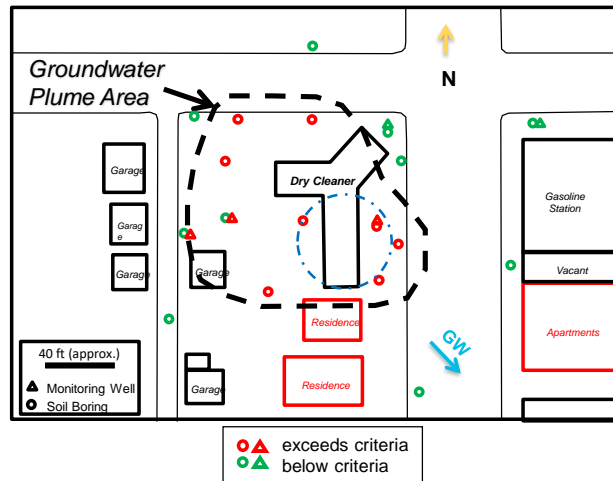 Groundwater
Plume Area
N
Dry Cleaner
Garage
Garag
e
Garage
Garage
Gasoline
Station
Vacant
Residence
Apartments
GW
40 ft (approx.)
Monitoring Well
Soil Boring
Garage
Residence
exceeds criteria
below criteria